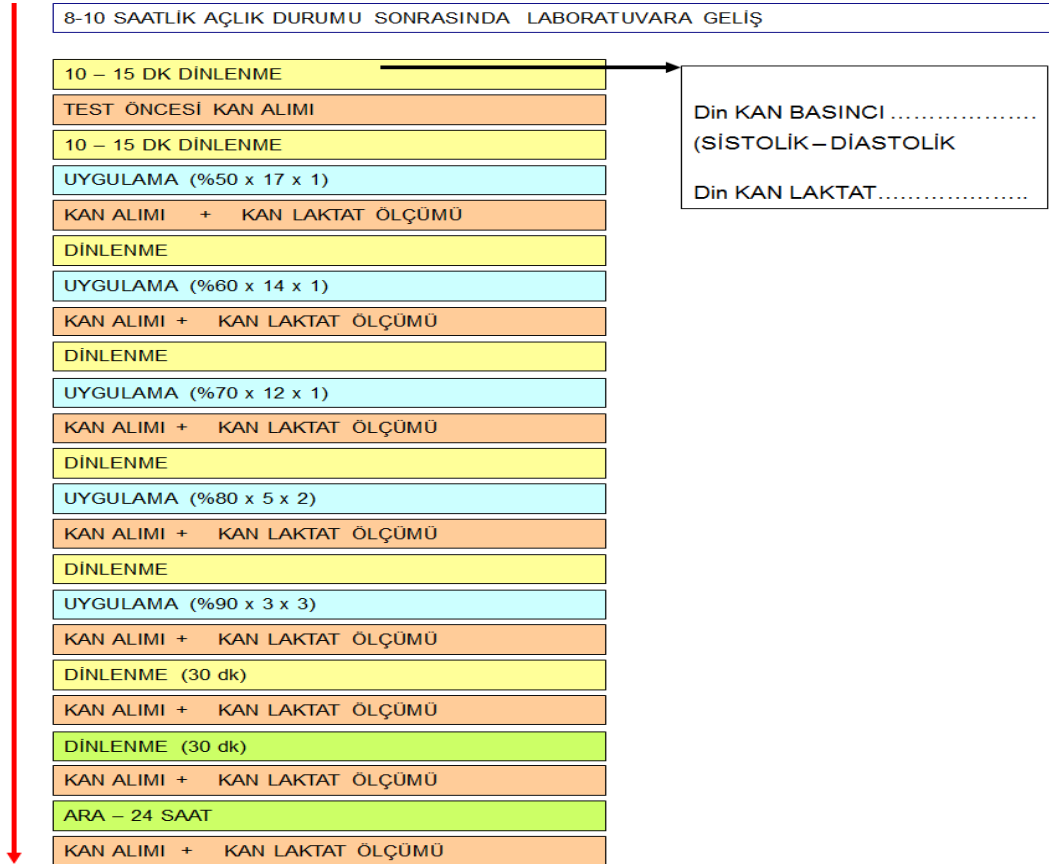 8-10 SAATLİK AÇLIK DURUMU SONRASINDA LABORATUVARA GELİŞ
10 – 15 DK DİNLENME
TEST ÖNCESİ KAN ALIMI
10 – 15 DK DİNLENME
UYGULAMA (%50 x 17 x 1)
KAN ALIMI + KAN LAKTAT ÖLÇÜMÜ
DİNLENME
UYGULAMA (%60 x 14 x 1)
KAN ALIMI + KAN LAKTAT ÖLÇÜMÜ
DİNLENME
UYGULAMA (%70 x 12 x 1)
KAN ALIMI + KAN LAKTAT ÖLÇÜMÜ
DİNLENME
UYGULAMA (%80 x 5 x 2)
KAN ALIMI + KAN LAKTAT ÖLÇÜMÜ
DİNLENME
UYGULAMA (%90 x 3 x 3)
KAN ALIMI + KAN LAKTAT ÖLÇÜMÜ
DİNLENME (30 dk)
KAN ALIMI + KAN LAKTAT ÖLÇÜMÜ
DİNLENME (30 dk)
KAN ALIMI + KAN LAKTAT ÖLÇÜMÜ
ARA – 24 SAAT
KAN ALIMI + KAN LAKTAT ÖLÇÜMÜ
Din KAN BASINCI ……………….
(SİSTOLİK – DİASTOLİK
Din KAN LAKTAT………………..